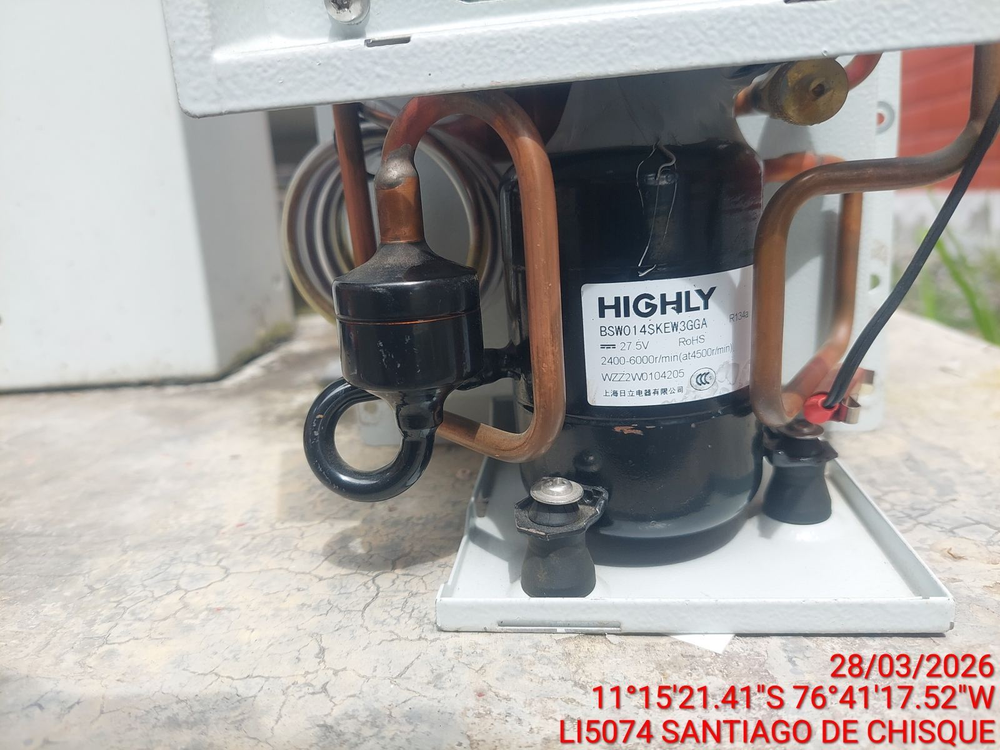 HIGHLY
BSW014SKEW3GGA R134a
27.5V RoHS
2400-6000r/min(at4500r/min)
WZZ2W0104205 CCC S
上海日立电器有限公司
28/03/2026
11°15'21.41"S 76°41'17.52"W
LI5074 SANTIAGO DE CHISQUE